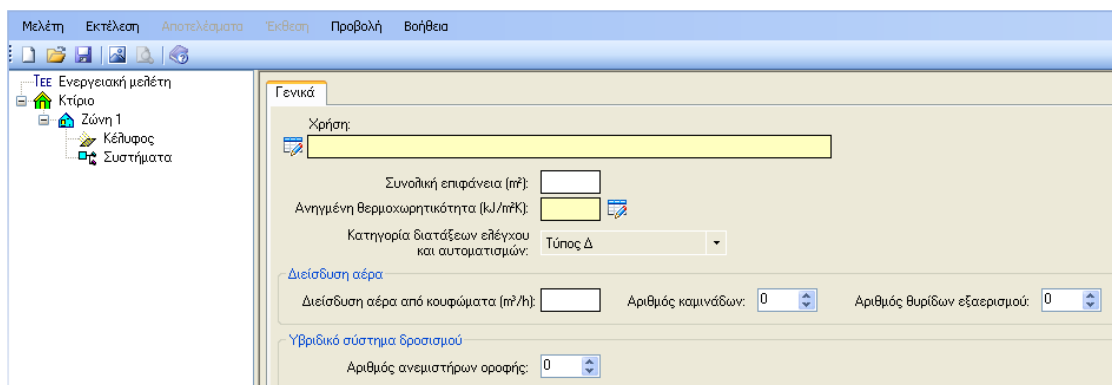 Μελέτη Εκτέλεση Αποτελέσματα Έκθεση Προβολή Βοήθεια
ΤΕΕ Ενεργειακή μελέτη
Κτίριο
Ζώνη 1
Κέλυφος
Συστήματα
Γενικά
Χρήση:
Συνολική επιφάνεια (m²):
Ανηγμένη θερμοχωρητικότητα (kJ/m²K):
Κατηγορία διατάξεων ελέγχου
και αυτοματισμών: Τύπος Δ
Διείσδυση αέρα
Διείσδυση αέρα από κουφώματα (m³/h): Αριθμός καμινάδων: 0 Αριθμός θυρίδων εξαερισμού: 0
Υβριδικό σύστημα δροσισμού
Αριθμός ανεμιστήρων οροφής: 0